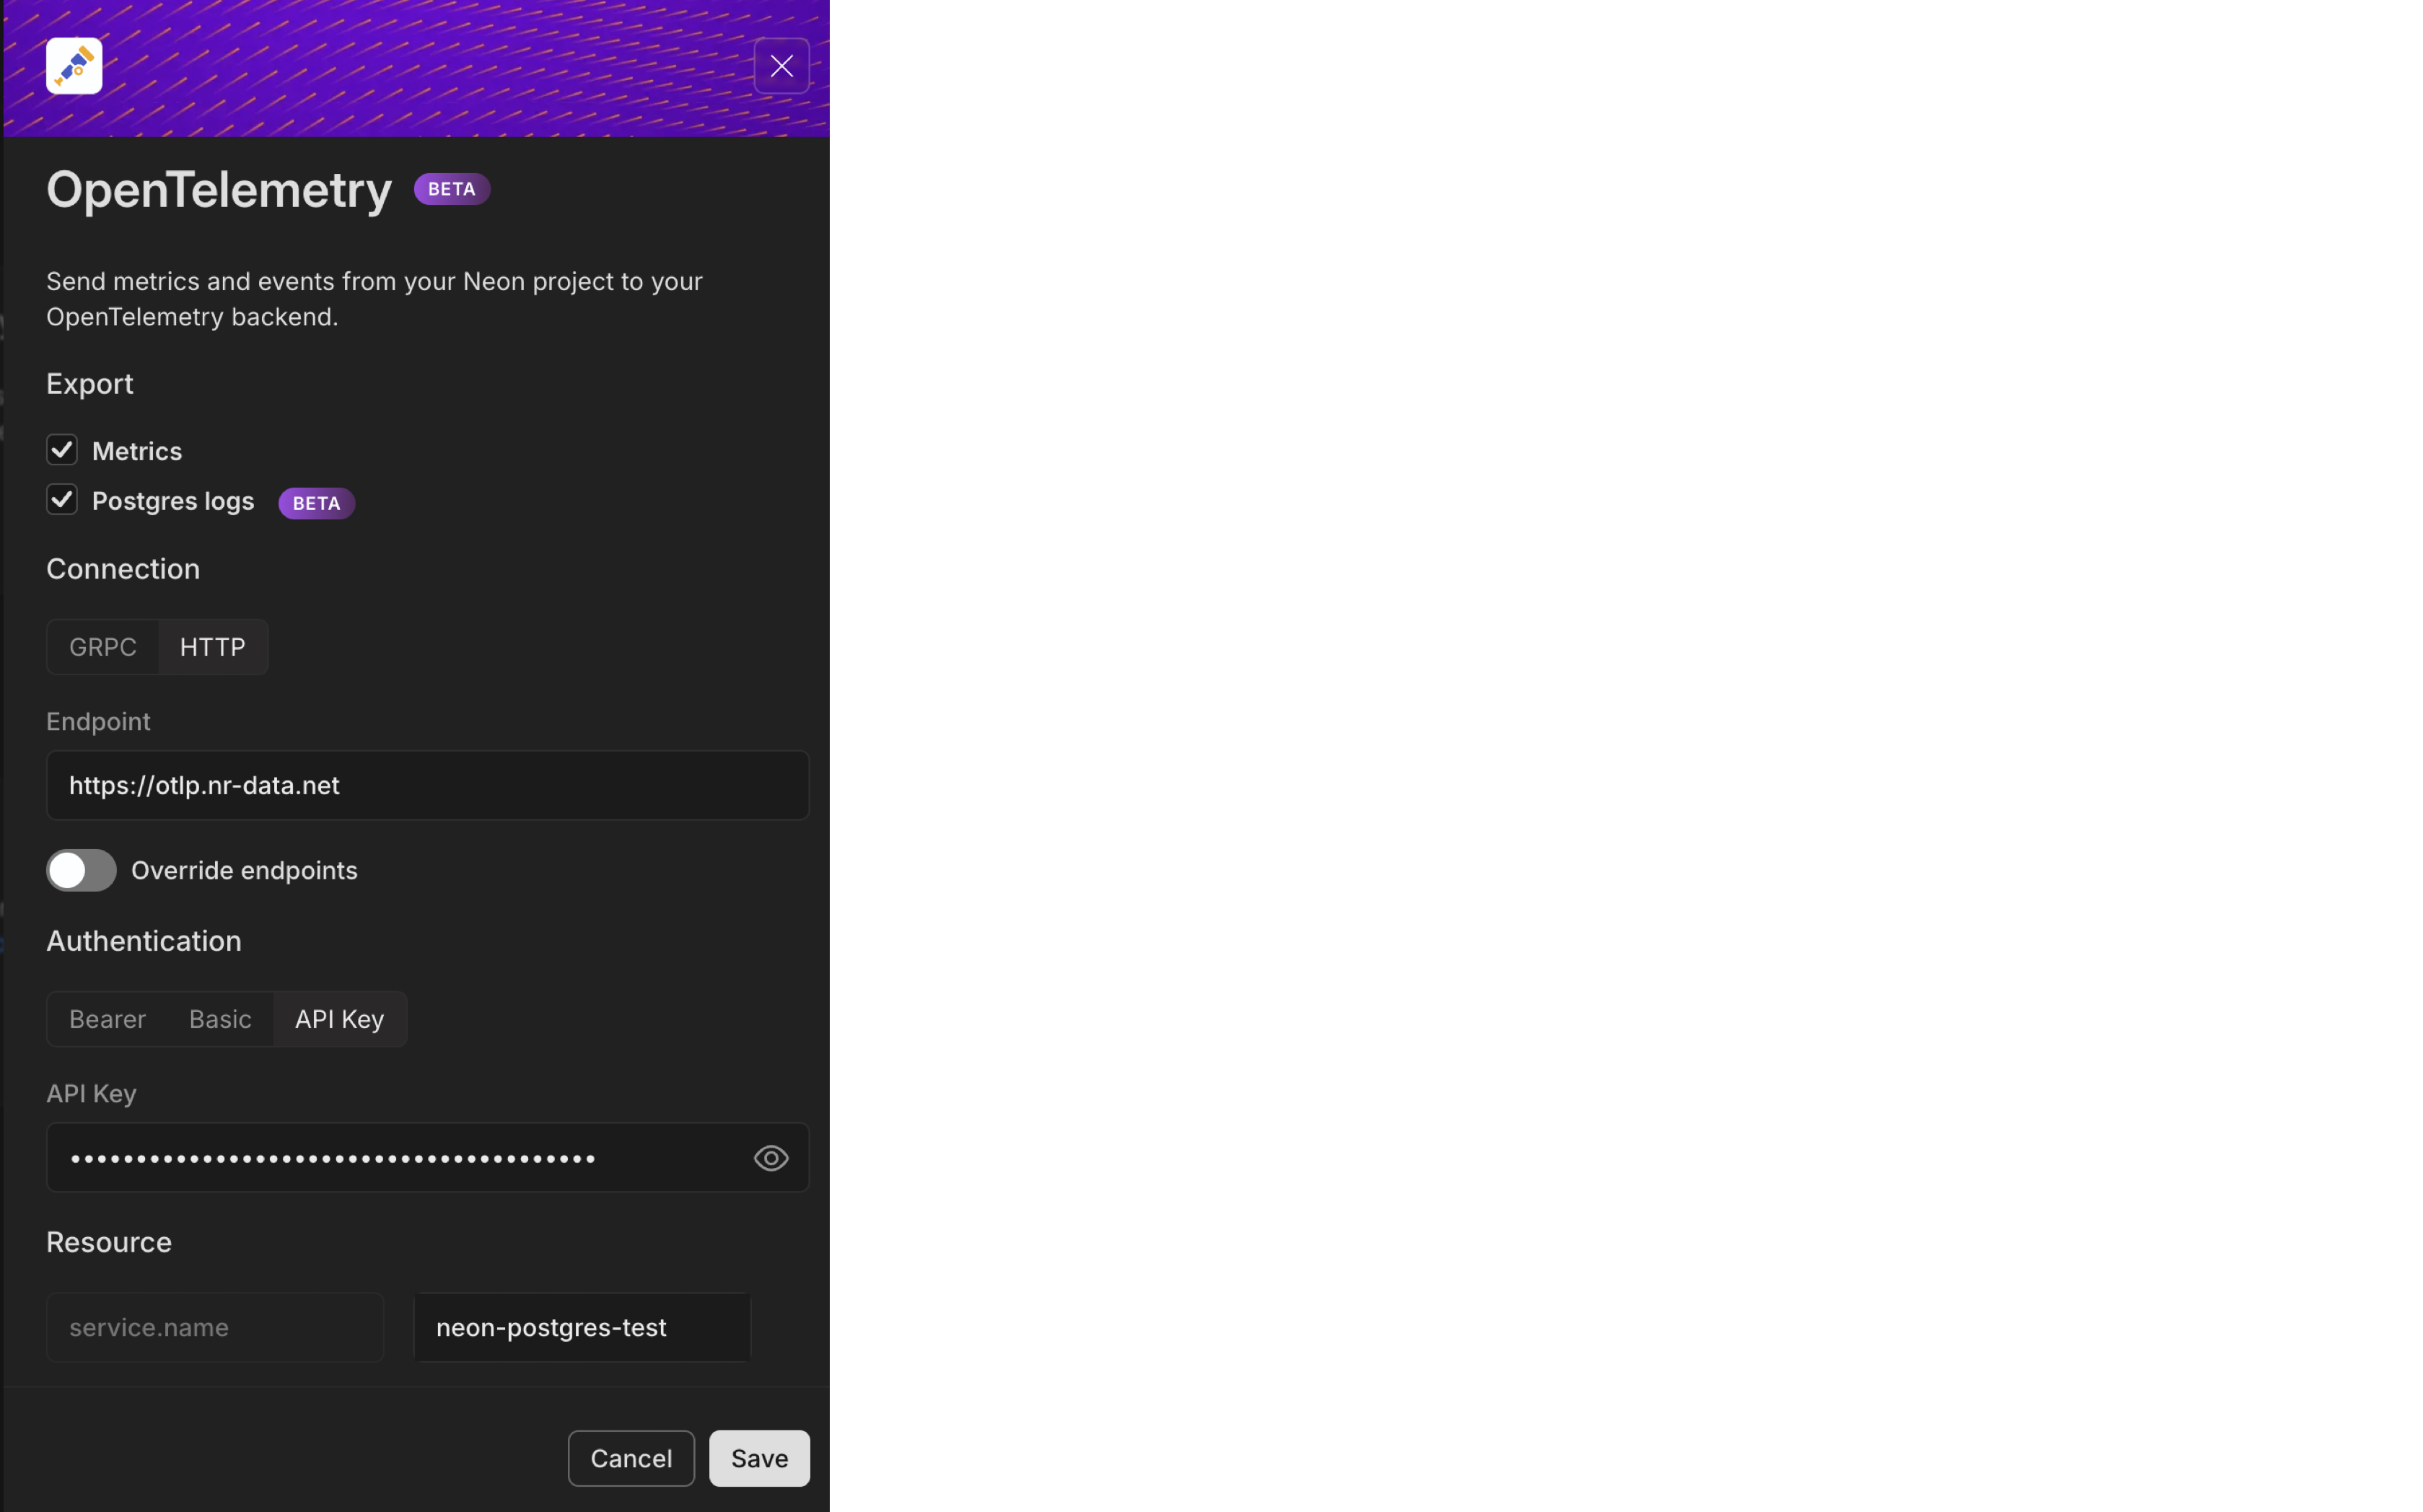 OpenTelemetry BETA
Send metrics and events from your Neon project to your
OpenTelemetry backend.
Export
Metrics
Postgres logs BETA
Connection
GRPC HTTP
Endpoint
https://otlp.nr-data.net
Override endpoints
Authentication
Bearer Basic API Key
API Key
••••••••••••••••••••••••••••••••••••••••
Resource
service.name neon-postgres-test
Cancel Save